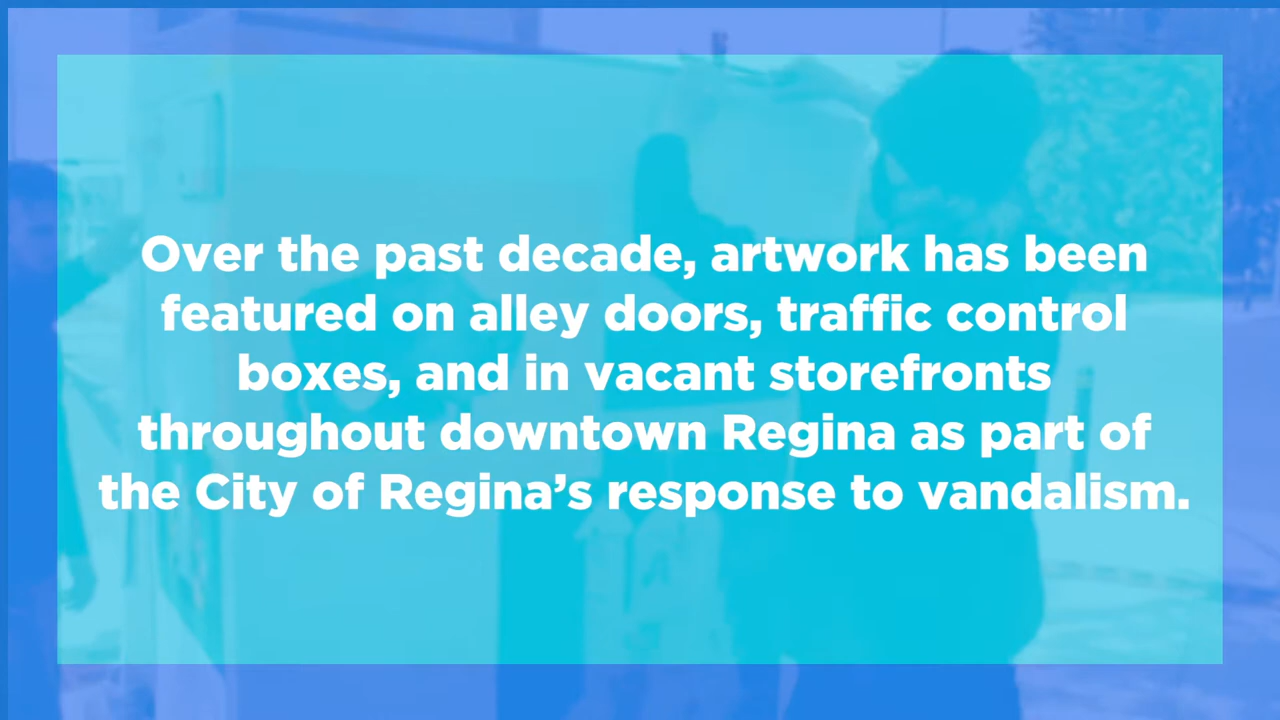 Over the past decade, artwork has been
featured on alley doors, traffic control
boxes, and in vacant storefronts
throughout downtown Regina as part of
the City of Regina’s response to vandalism.